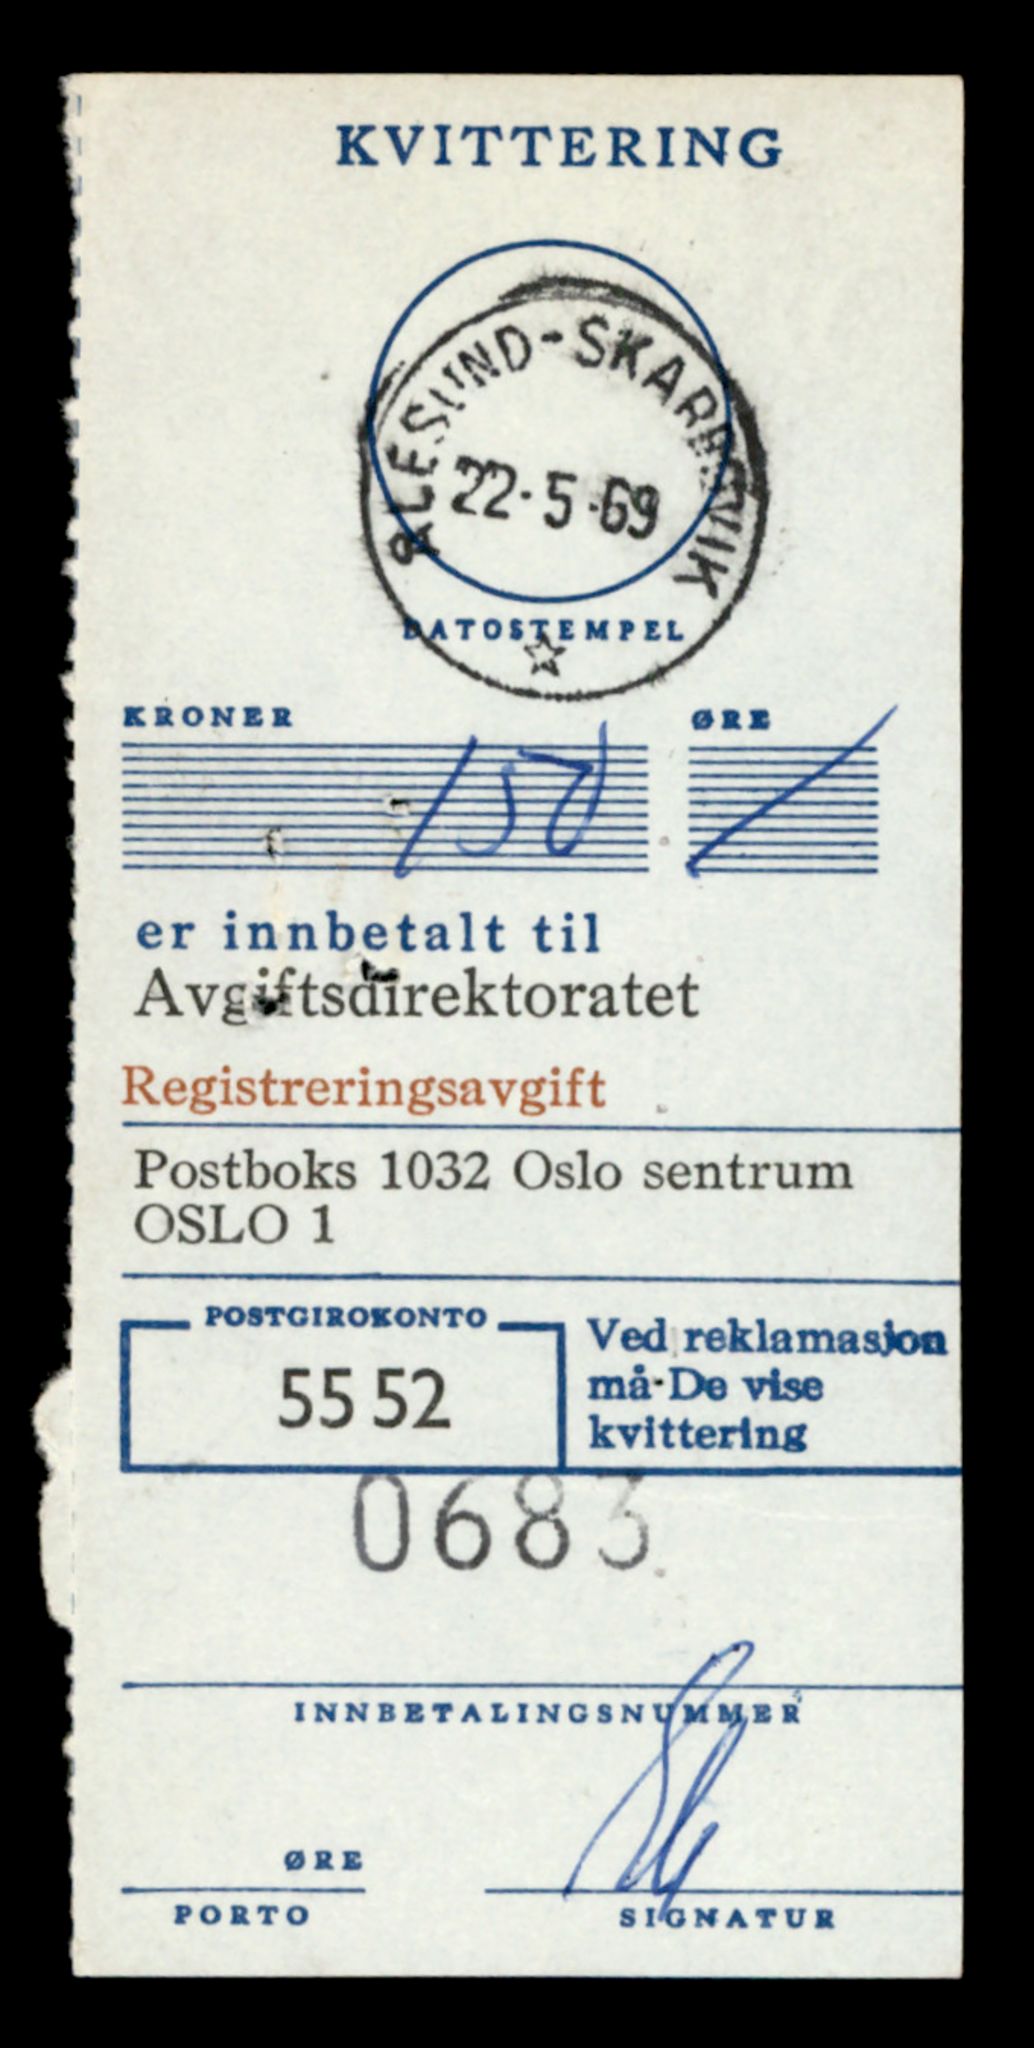 KVITTERING
ÅLESUND-SKARBØVIK
22·5·69
DATOSTEMPEL
KRONER ØRE
150 /
er innbetalt til
Avgiftsdirektoratet
Registreringsavgift
Postboks 1032 Oslo sentrum
OSLO 1
POSTGIROKONTO
55 52
Ved reklamasjon
må De vise
kvittering
0683
INNBETALINGSNUMMER
ØRE
PORTO
SIGNATUR